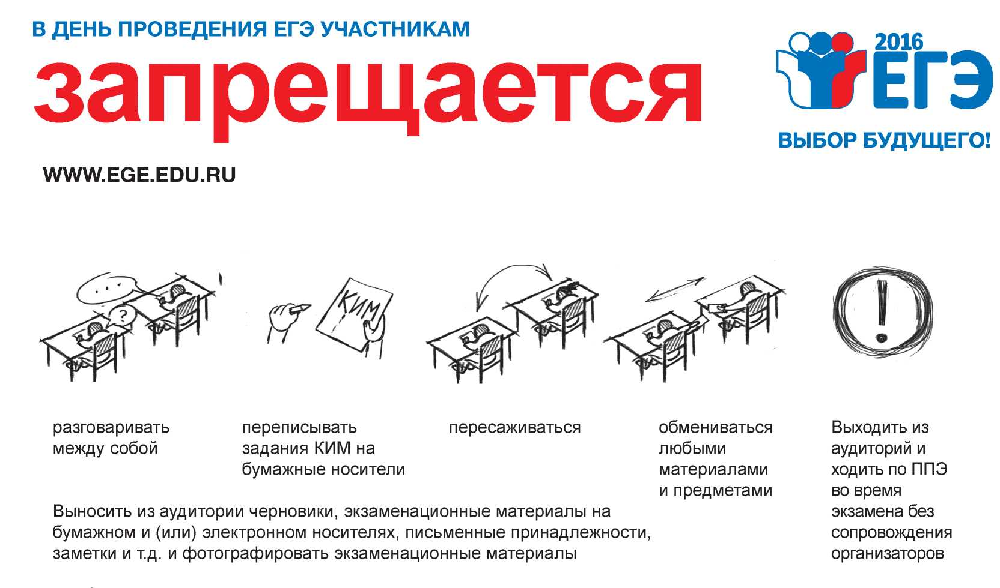 В ДЕНЬ ПРОВЕДЕНИЯ ЕГЭ УЧАСТНИКАМ
запрещается
WWW.EGE.EDU.RU
2016
ЕГЭ
ВЫБОР БУДУЩЕГО!
...
?
КИМ
!
разговаривать
между собой
переписывать
задания КИМ на
бумажные носители
пересаживаться
обмениваться
любыми
материалами
и предметами
Выходить из
аудиторий и
ходить по ППЭ
во время
экзамена без
сопровождения
организаторов
Выносить из аудитории черновики, экзаменационные материалы на
бумажном и (или) электронном носителях, письменные принадлежности,
заметки и т.д. и фотографировать экзаменационные материалы